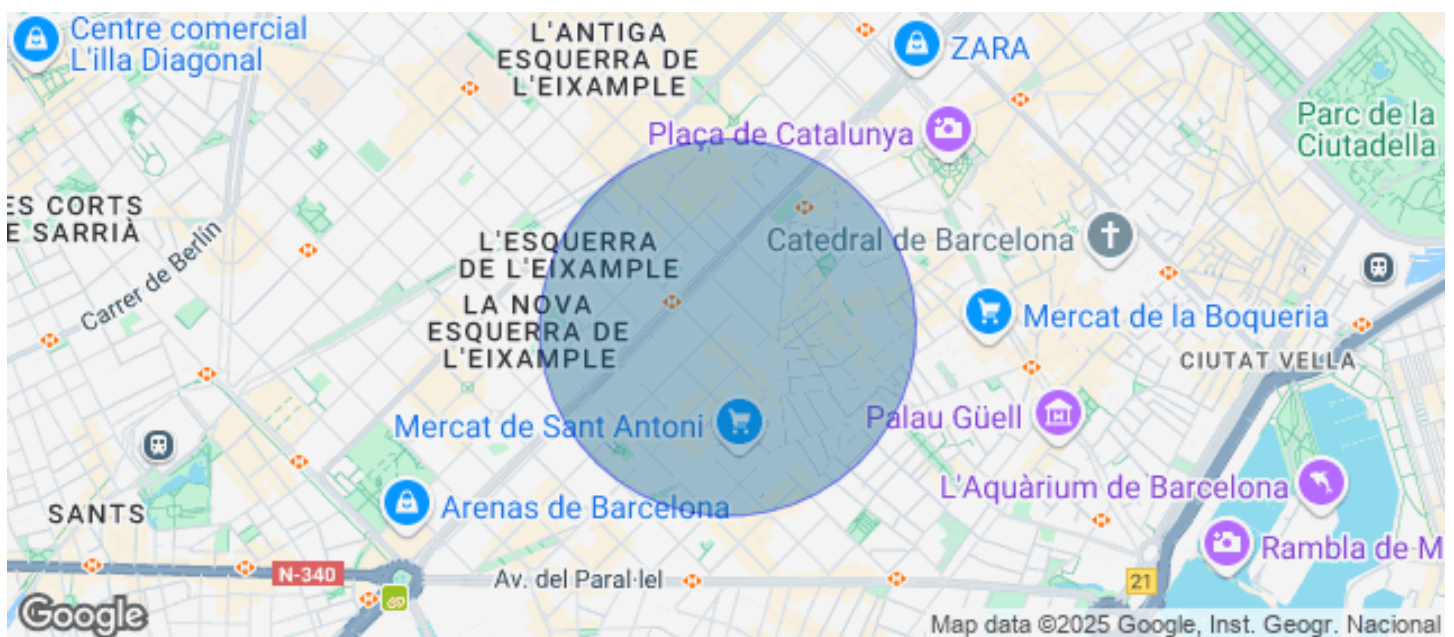 Centre comercial
L'illa Diagonal
L'ANTIGA
ESQUERRA DE
L'EIXAMPLE
ZARA
Plaça de Catalunya
Parc de la
Ciutadella
ES CORTS
E SARRIÀ
Carrer de Berlín
L'ESQUERRA
DE L'EIXAMPLE
Catedral de Barcelona
LA NOVA
ESQUERRA DE
L'EIXAMPLE
Mercat de la Boqueria
CIUTAT VELLA
Mercat de Sant Antoni
Palau Güell
L'Aquàrium de Barcelona
SANTS
Arenas de Barcelona
Rambla de M
N-340
Av. del Paral·lel
21
Google
Map data ©2025 Google, Inst. Geogr. Nacional